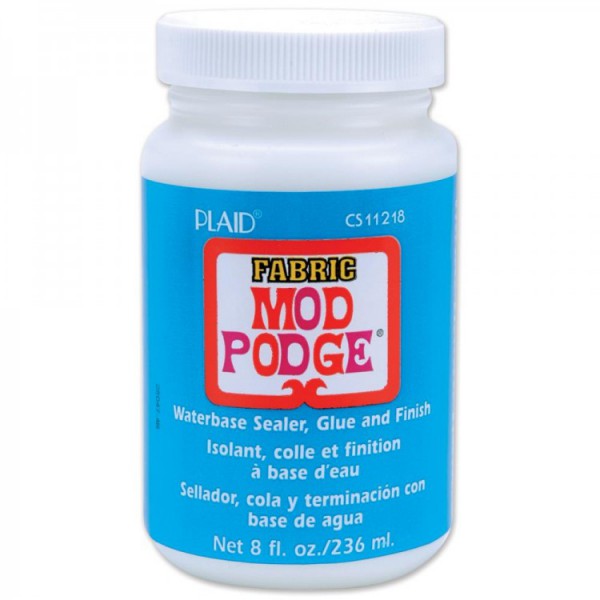 PLAID®
CS11218
FABRIC
MOD
PODGE®
Waterbase Sealer, Glue and Finish
Isolant, colle et finition
à base d'eau
Sellador, cola y terminación con
base de agua
Net 8 fl. oz./236 ml.